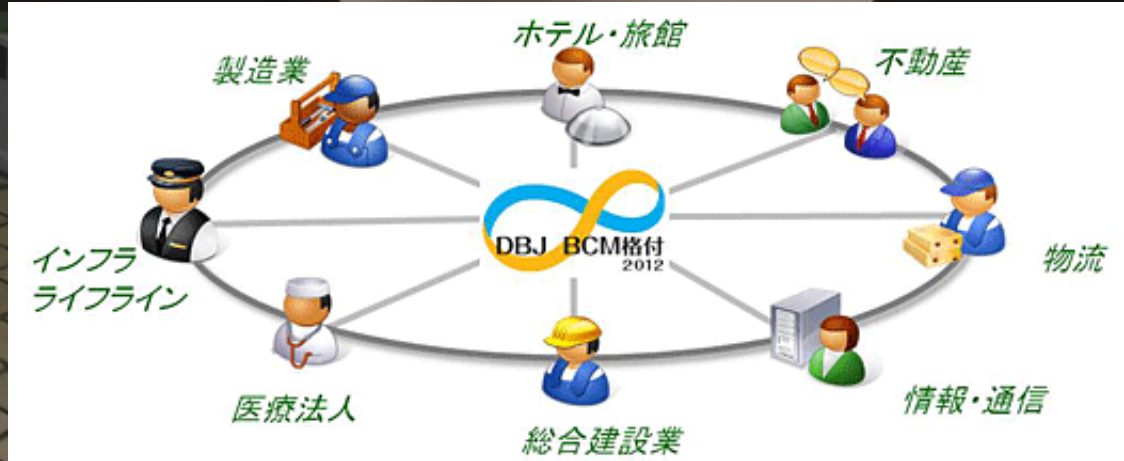 ホテル・旅館
不動産
製造業
DBJ BCM格付
2012
物流
インフラ
ライフライン
医療法人
情報・通信
総合建設業